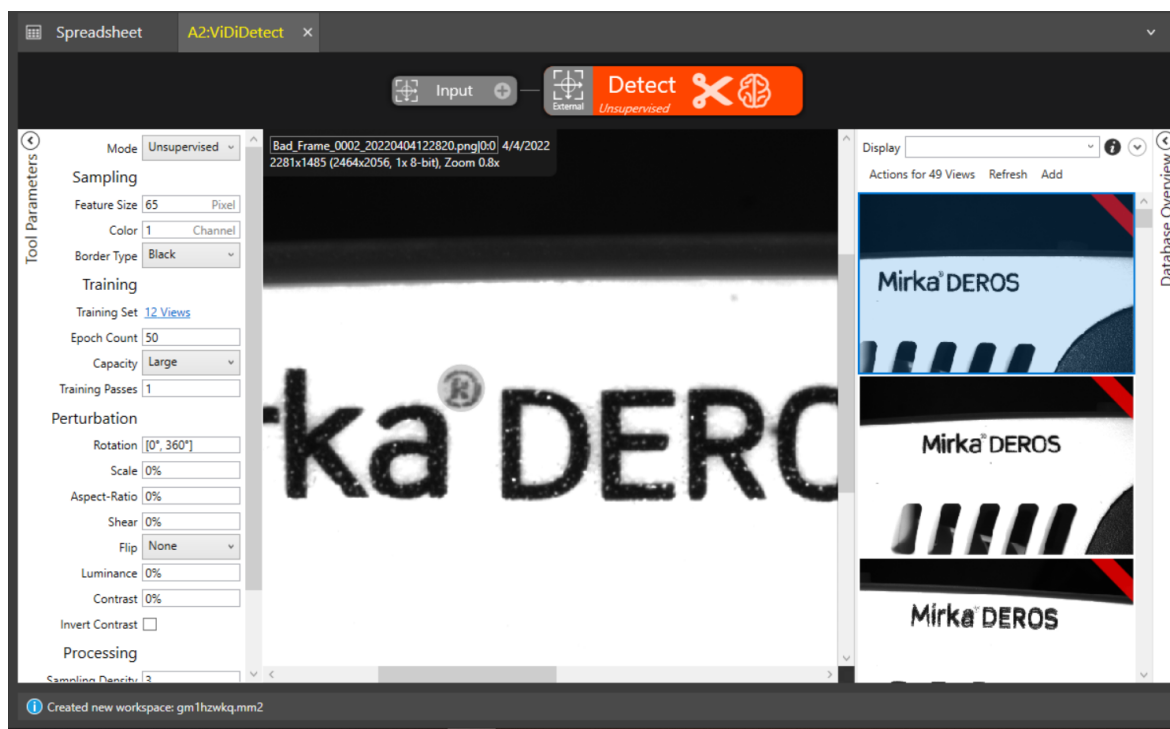 Spreadsheet
A2:ViDiDetect ×
Input
External
Detect
Unsupervised
Tool Parameters
Mode Unsupervised
Sampling
Feature Size 65 Pixel
Color 1 Channel
Border Type Black
Training
Training Set 12 Views
Epoch Count 50
Capacity Large
Training Passes 1
Perturbation
Rotation [0°, 360°]
Scale 0%
Aspect-Ratio 0%
Shear 0%
Flip None
Luminance 0%
Contrast 0%
Invert Contrast
Processing
Sampling Density 3
Bad_Frame_0002_20220404122820.png|0:0 4/4/2022
2281x1485 (2464x2056, 1x 8-bit), Zoom 0.8x
rka® DERO
Display
Actions for 49 Views Refresh Add
Mirka® DEROS
Mirka® DEROS
Mirka® DEROS
Database Overview
Created new workspace: gm1hzwkq.mm2